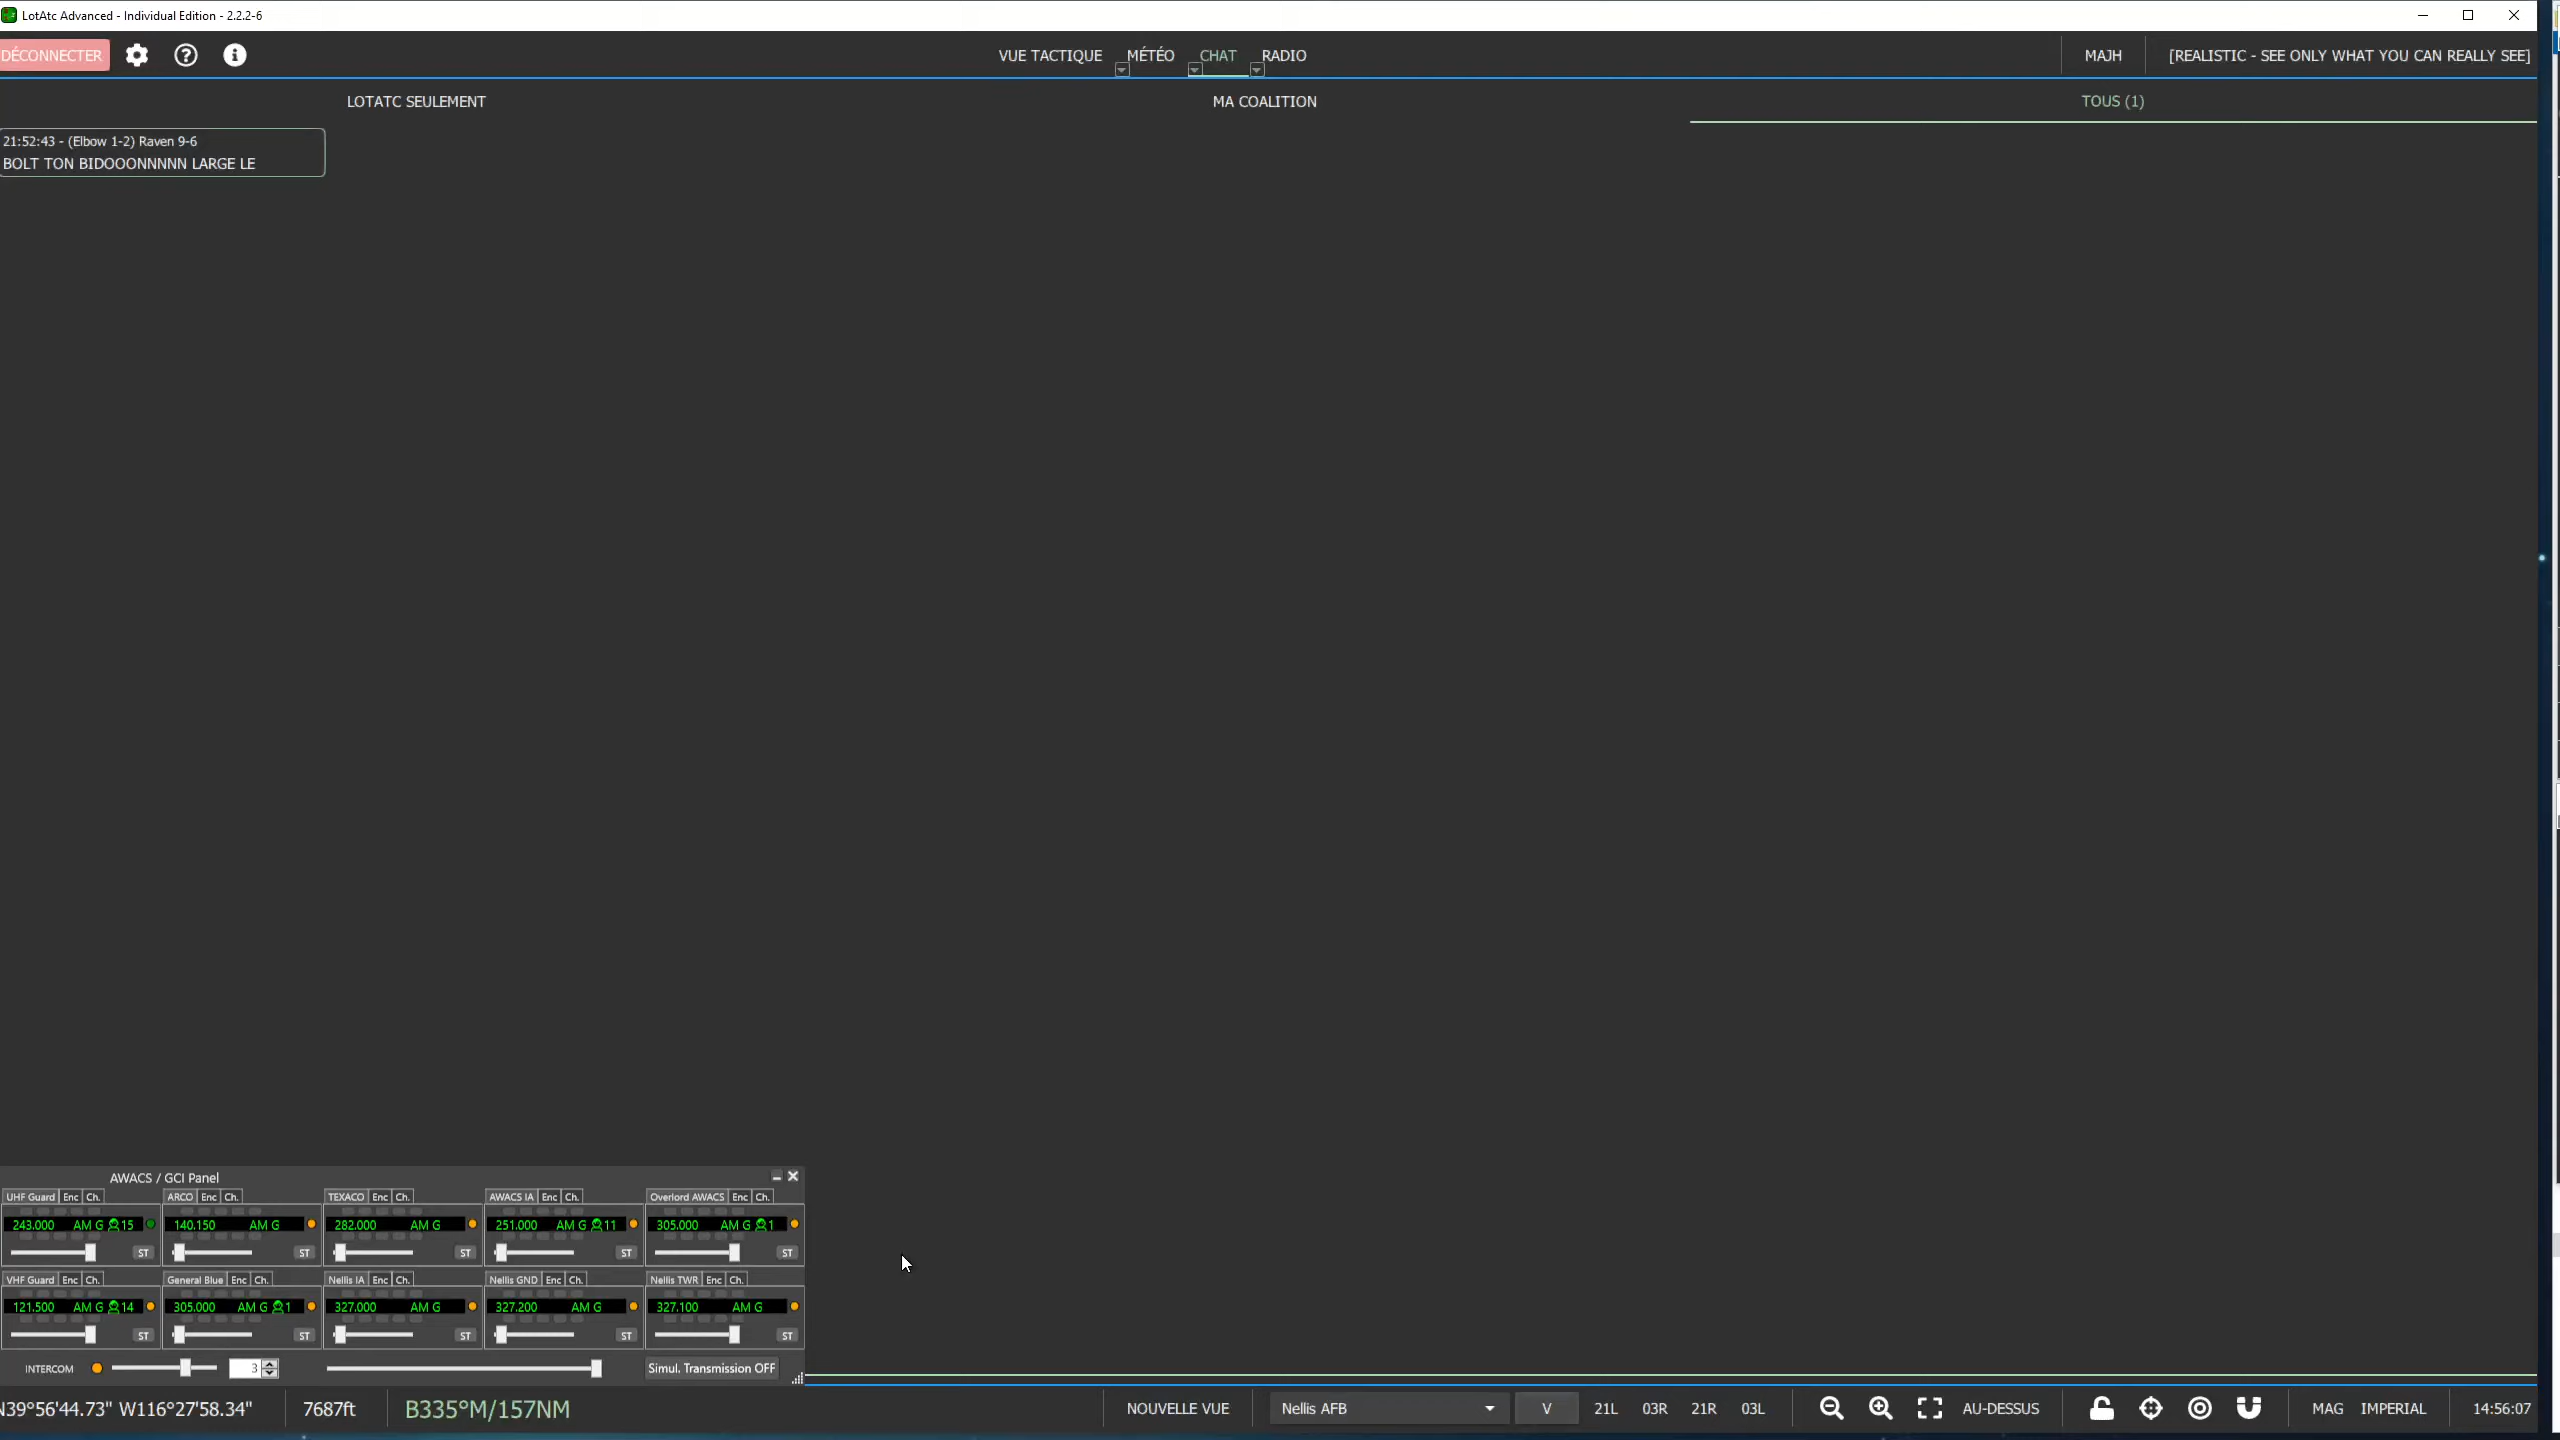 LotAtc Advanced - Individual Edition - 2.2.2-6
DÉCONNECTER
VUE TACTIQUE MÉTÉO CHAT RADIO
MAJH [REALISTIC - SEE ONLY WHAT YOU CAN REALLY SEE]
LOTATC SEULEMENT MA COALITION TOUS (1)
21:52:43 - (Elbow 1-2) Raven 9-6
BOLT TON BIDOOONNNNN LARGE LE
AWACS / GCI Panel
UHF Guard Enc Ch. ARCO Enc Ch. TEXACO Enc Ch. AWACS IA Enc Ch. Overlord AWACS Enc Ch.
243.000 AM G 15 140.150 AM G 282.000 AM G 251.000 AM G 11 305.000 AM G 1
ST ST ST ST ST
VHF Guard Enc Ch. General Blue Enc Ch. Nellis IA Enc Ch. Nellis GND Enc Ch. Nellis TWR Enc Ch.
121.500 AM G 14 305.000 AM G 1 327.000 AM G 327.200 AM G 327.100 AM G
ST ST ST ST ST
INTERCOM 3 Simul. Transmission OFF
N39°56'44.73" W116°27'58.34" 7687ft B335°M/157NM NOUVELLE VUE Nellis AFB V 21L 03R 21R 03L AU-DESSUS MAG IMPERIAL 14:56:07